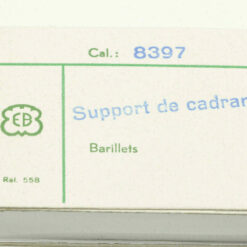 Cal.: 8397
EB
Support de cadran
Barillets
Ral. 558